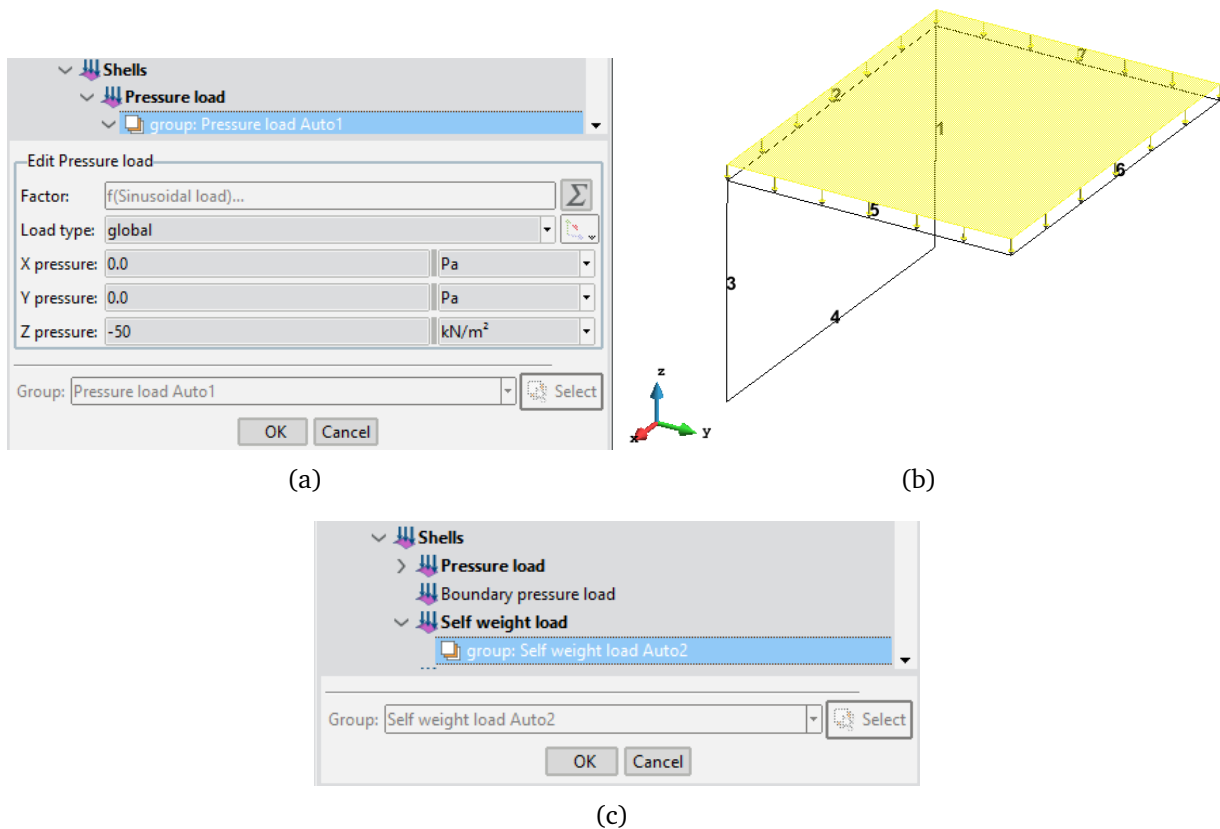 Shells
Pressure load
group: Pressure load Auto1
Edit Pressure load
Factor: f(Sinusoidal load)... Σ
Load type: global
X pressure: 0.0 Pa
Y pressure: 0.0 Pa
Z pressure: -50 kN/m²
Group: Pressure load Auto1 Select
OK Cancel
(a)
7
2
1
6
5
3
4
z
x y
(b)
Shells
Pressure load
Boundary pressure load
Self weight load
group: Self weight load Auto2
Group: Self weight load Auto2 Select
OK Cancel
(c)